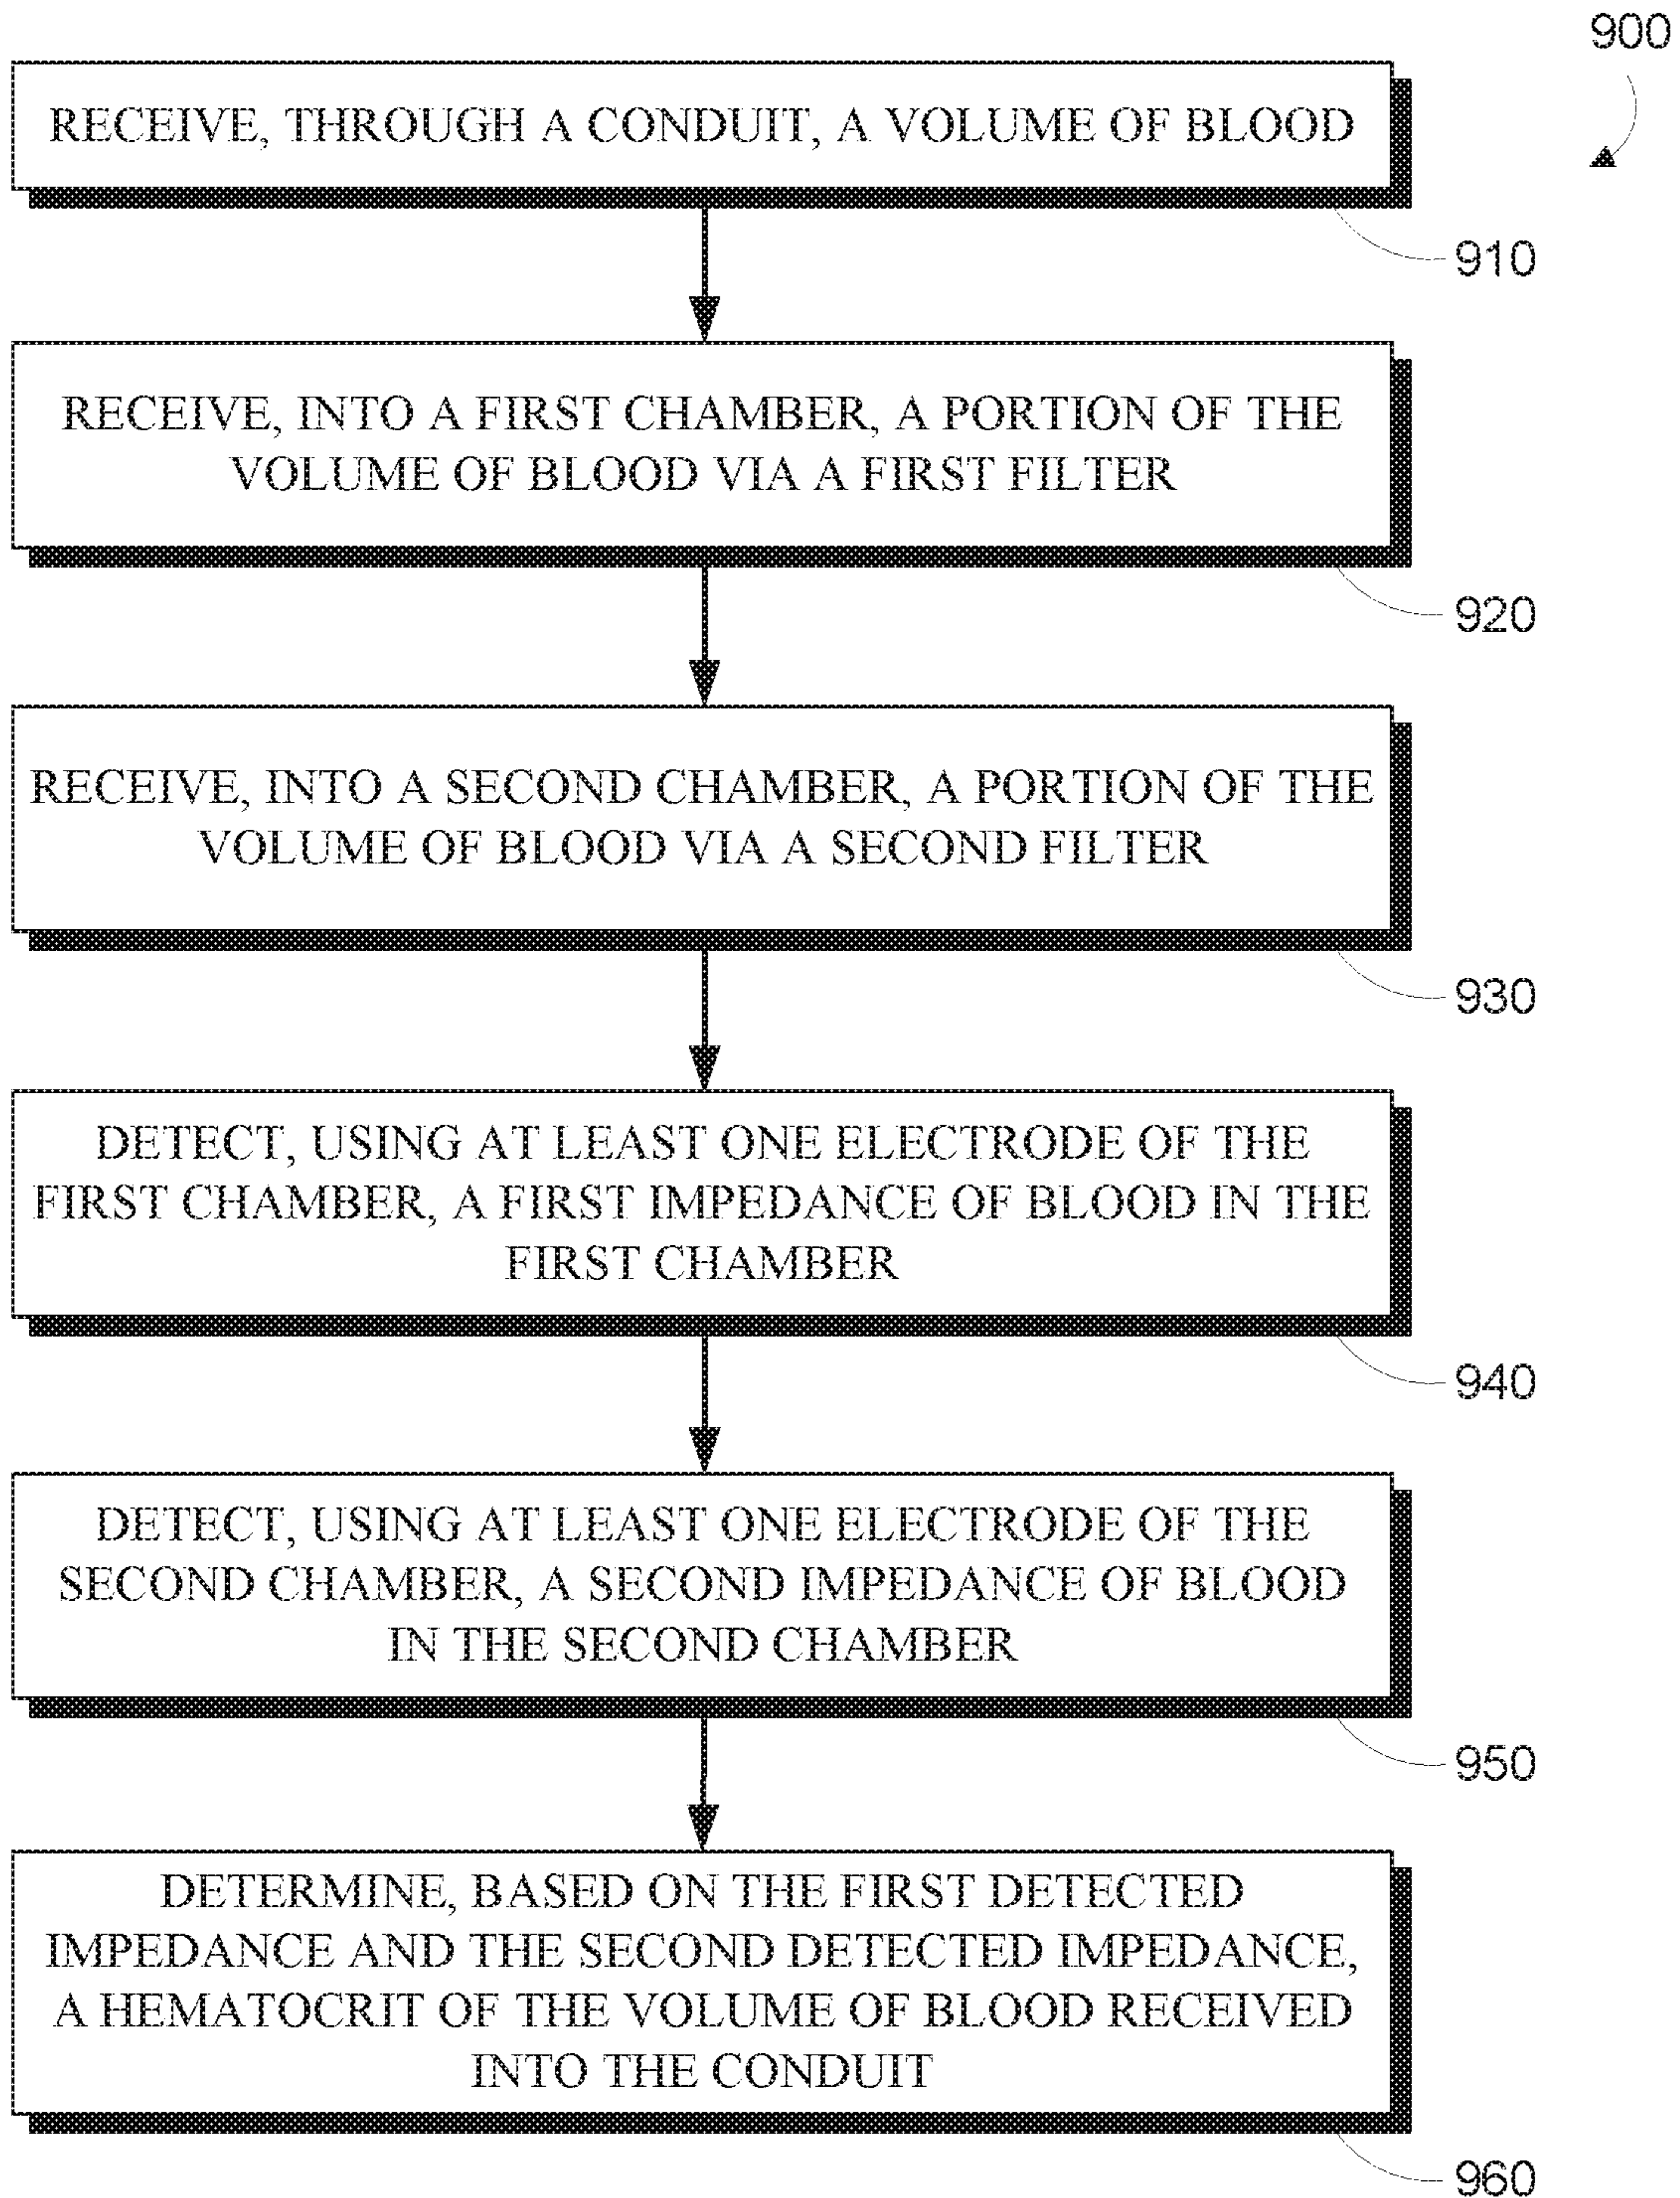 900
RECEIVE, THROUGH A CONDUIT, A VOLUME OF BLOOD
910
RECEIVE, INTO A FIRST CHAMBER, A PORTION OF THE
VOLUME OF BLOOD VIA A FIRST FILTER
920
RECEIVE, INTO A SECOND CHAMBER, A PORTION OF THE
VOLUME OF BLOOD VIA A SECOND FILTER
930
DETECT, USING AT LEAST ONE ELECTRODE OF THE
FIRST CHAMBER, A FIRST IMPEDANCE OF BLOOD IN THE
FIRST CHAMBER
940
DETECT, USING AT LEAST ONE ELECTRODE OF THE
SECOND CHAMBER, A SECOND IMPEDANCE OF BLOOD
IN THE SECOND CHAMBER
950
DETERMINE, BASED ON THE FIRST DETECTED
IMPEDANCE AND THE SECOND DETECTED IMPEDANCE,
A HEMATOCRIT OF THE VOLUME OF BLOOD RECEIVED
INTO THE CONDUIT
960